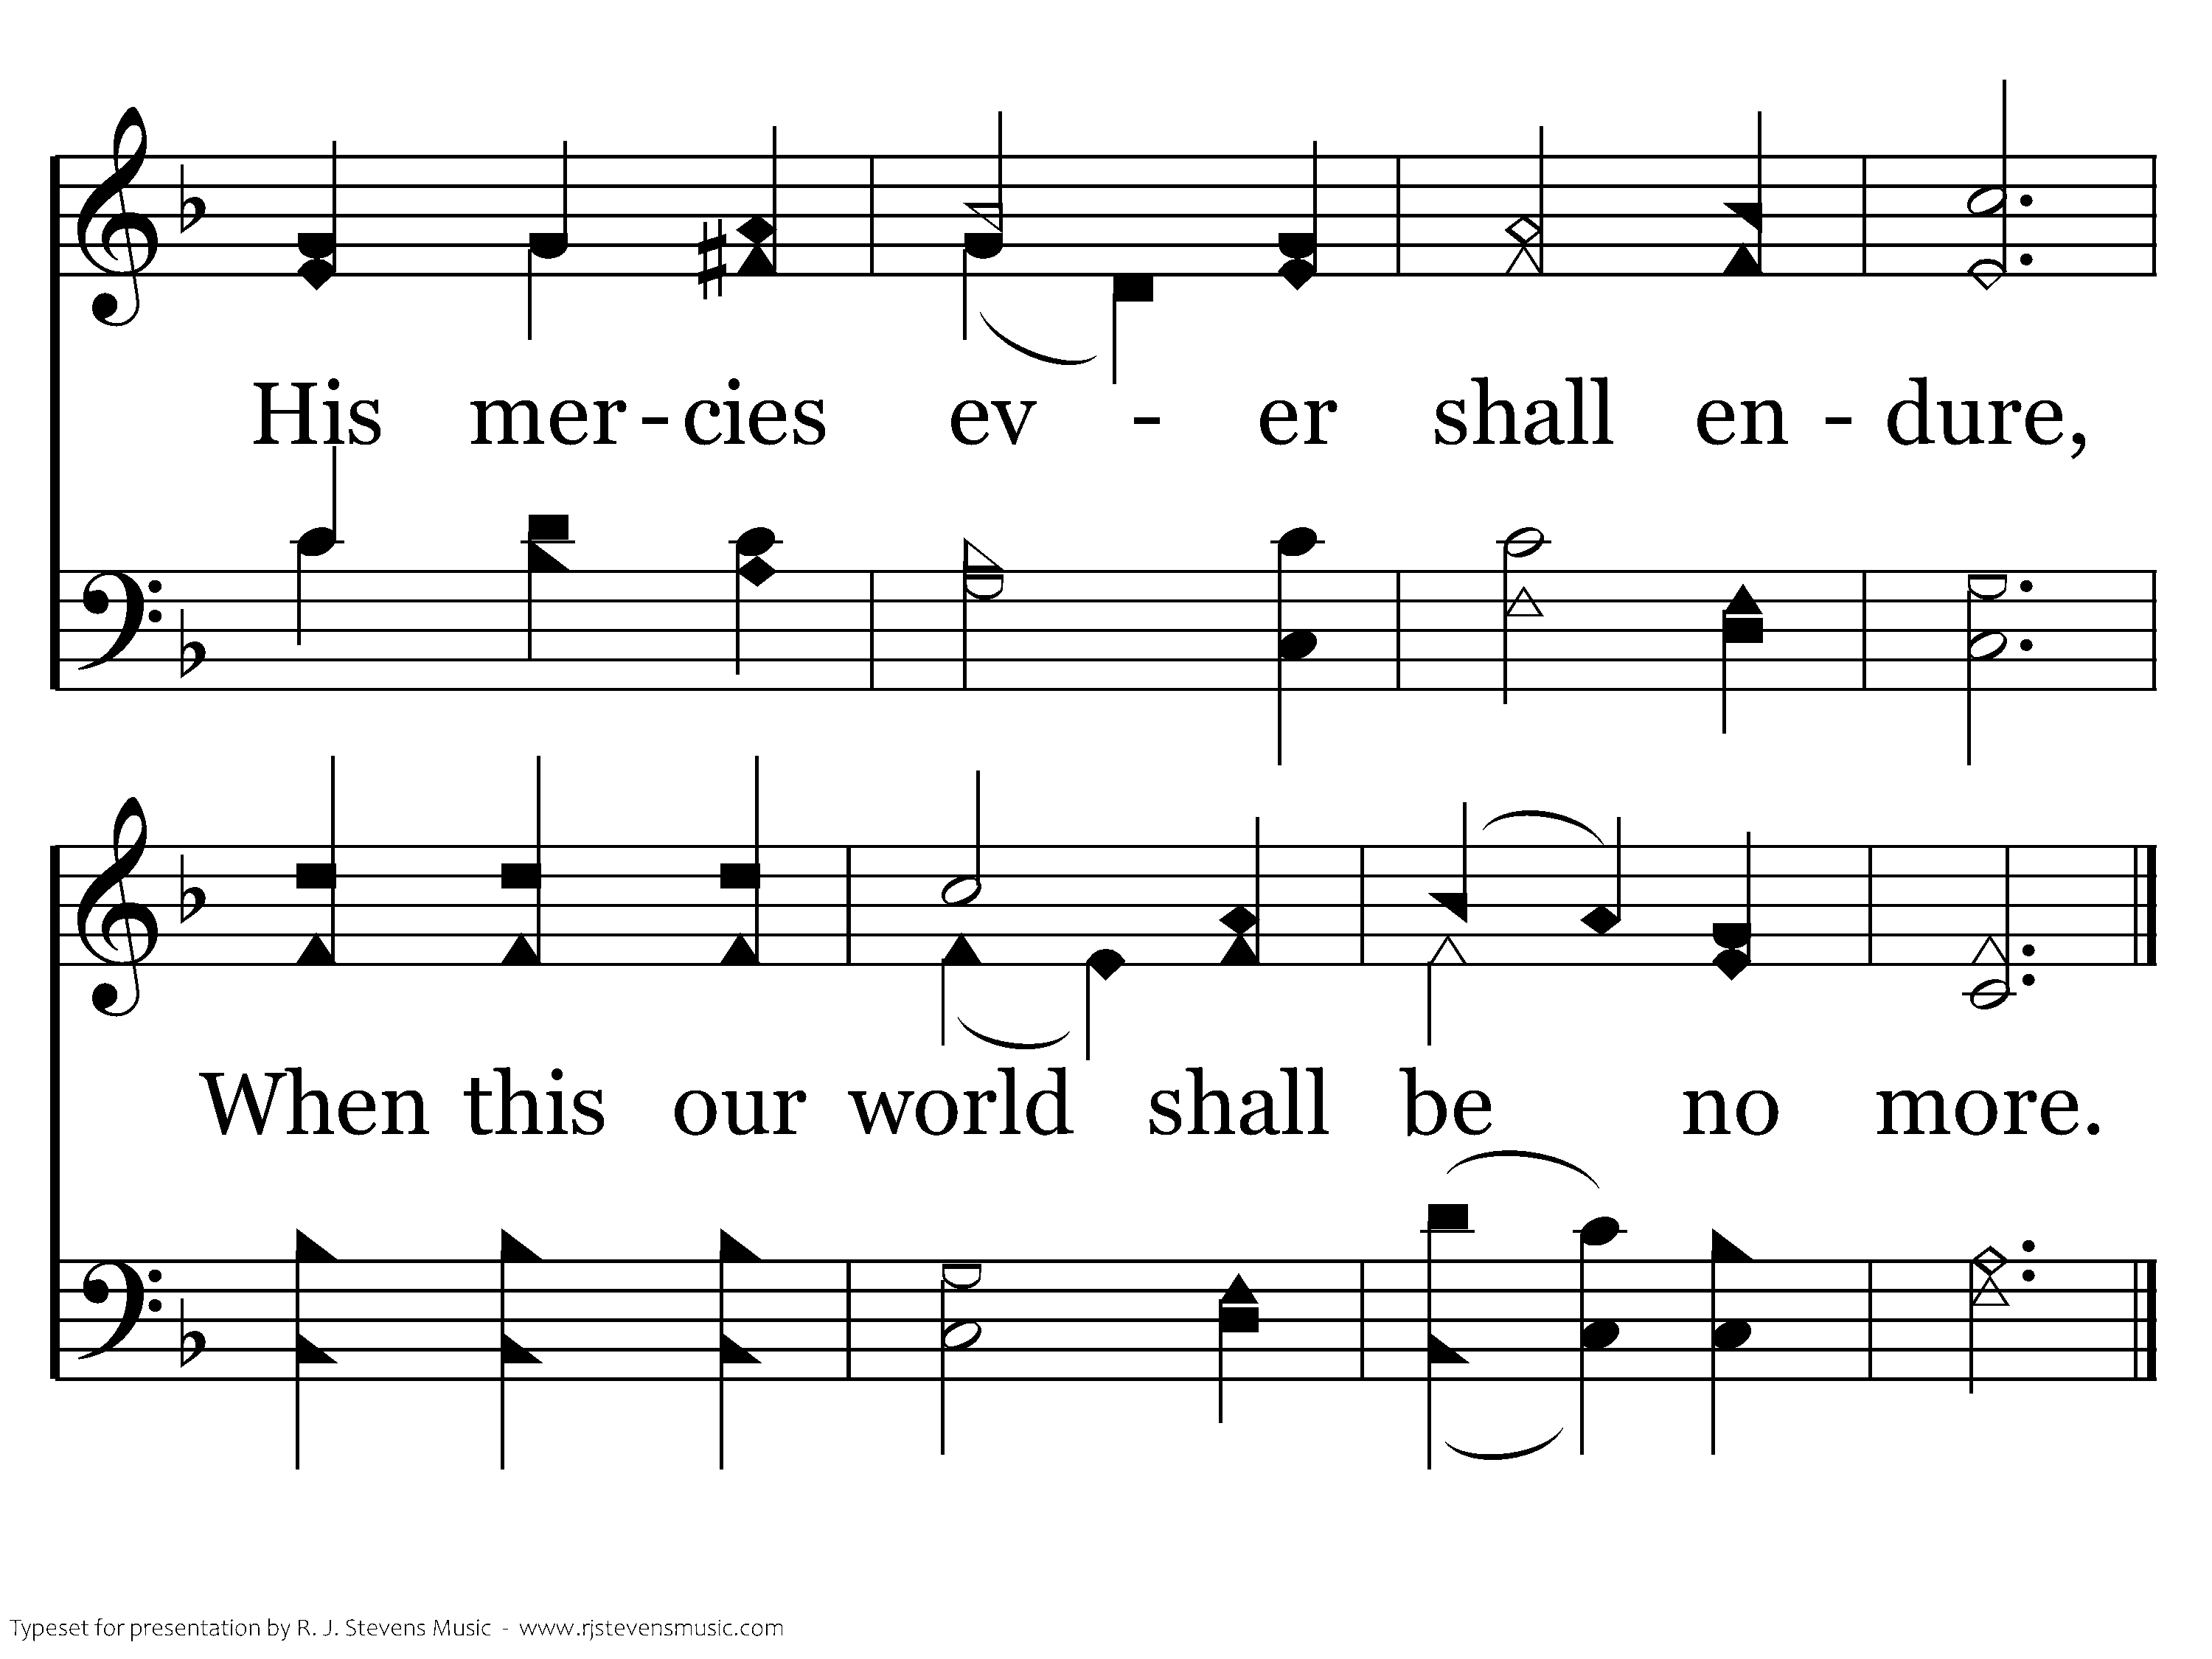 His mer - cies ev - er shall en - dure,
When this our world shall be no more.
Typeset for presentation by R. J. Stevens Music - www.rjstevensmusic.com